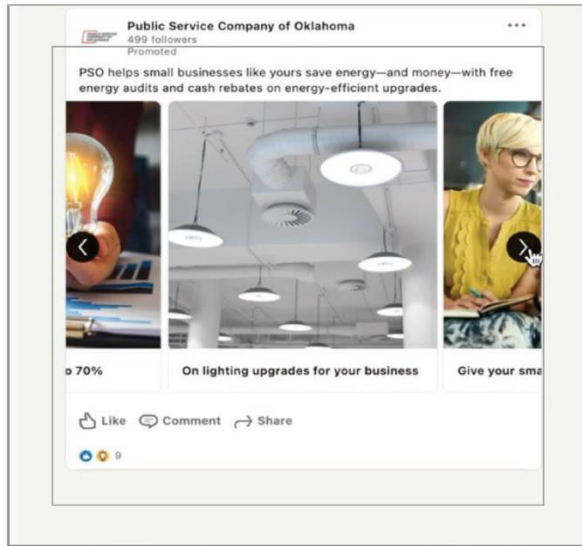 Public Service Company of Oklahoma
499 followers
Promoted
PSO helps small businesses like yours save energy—and money—with free
energy audits and cash rebates on energy-efficient upgrades.
o 70%
On lighting upgrades for your business
Give your sma
Like
Comment
Share
9